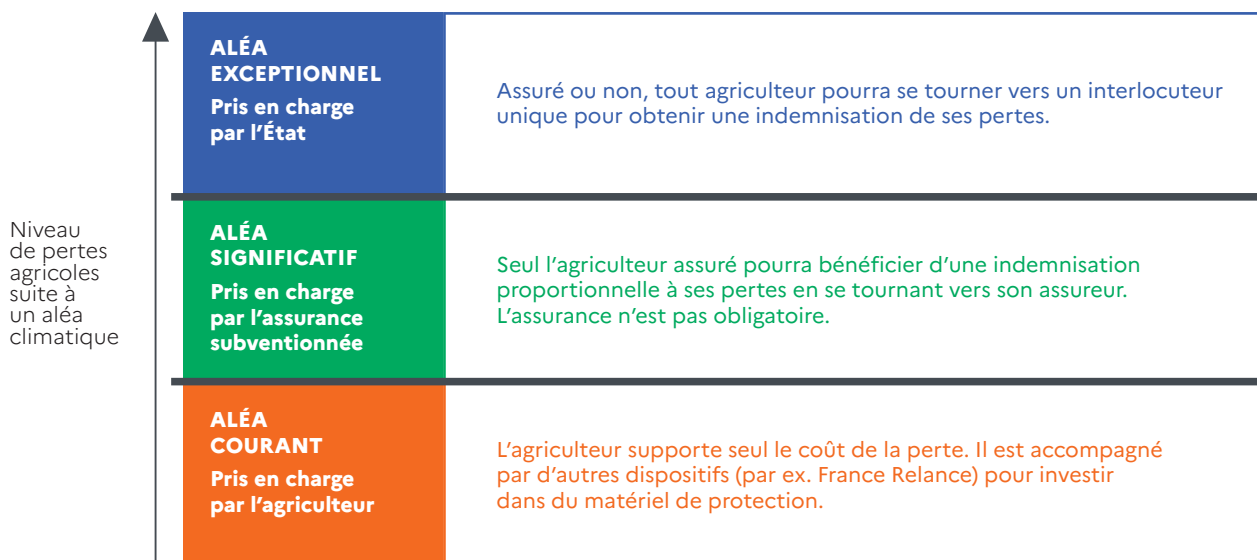 Niveau
de pertes
agricoles
suite à
un aléa
climatique
ALÉA
EXCEPTIONNEL
Pris en charge
par l’État
Assuré ou non, tout agriculteur pourra se tourner vers un interlocuteur
unique pour obtenir une indemnisation de ses pertes.
ALÉA
SIGNIFICATIF
Pris en charge
par l’assurance
subventionnée
Seul l’agriculteur assuré pourra bénéficier d’une indemnisation
proportionnelle à ses pertes en se tournant vers son assureur.
L’assurance n’est pas obligatoire.
ALÉA
COURANT
Pris en charge
par l’agriculteur
L’agriculteur supporte seul le coût de la perte. Il est accompagné
par d’autres dispositifs (par ex. France Relance) pour investir
dans du matériel de protection.